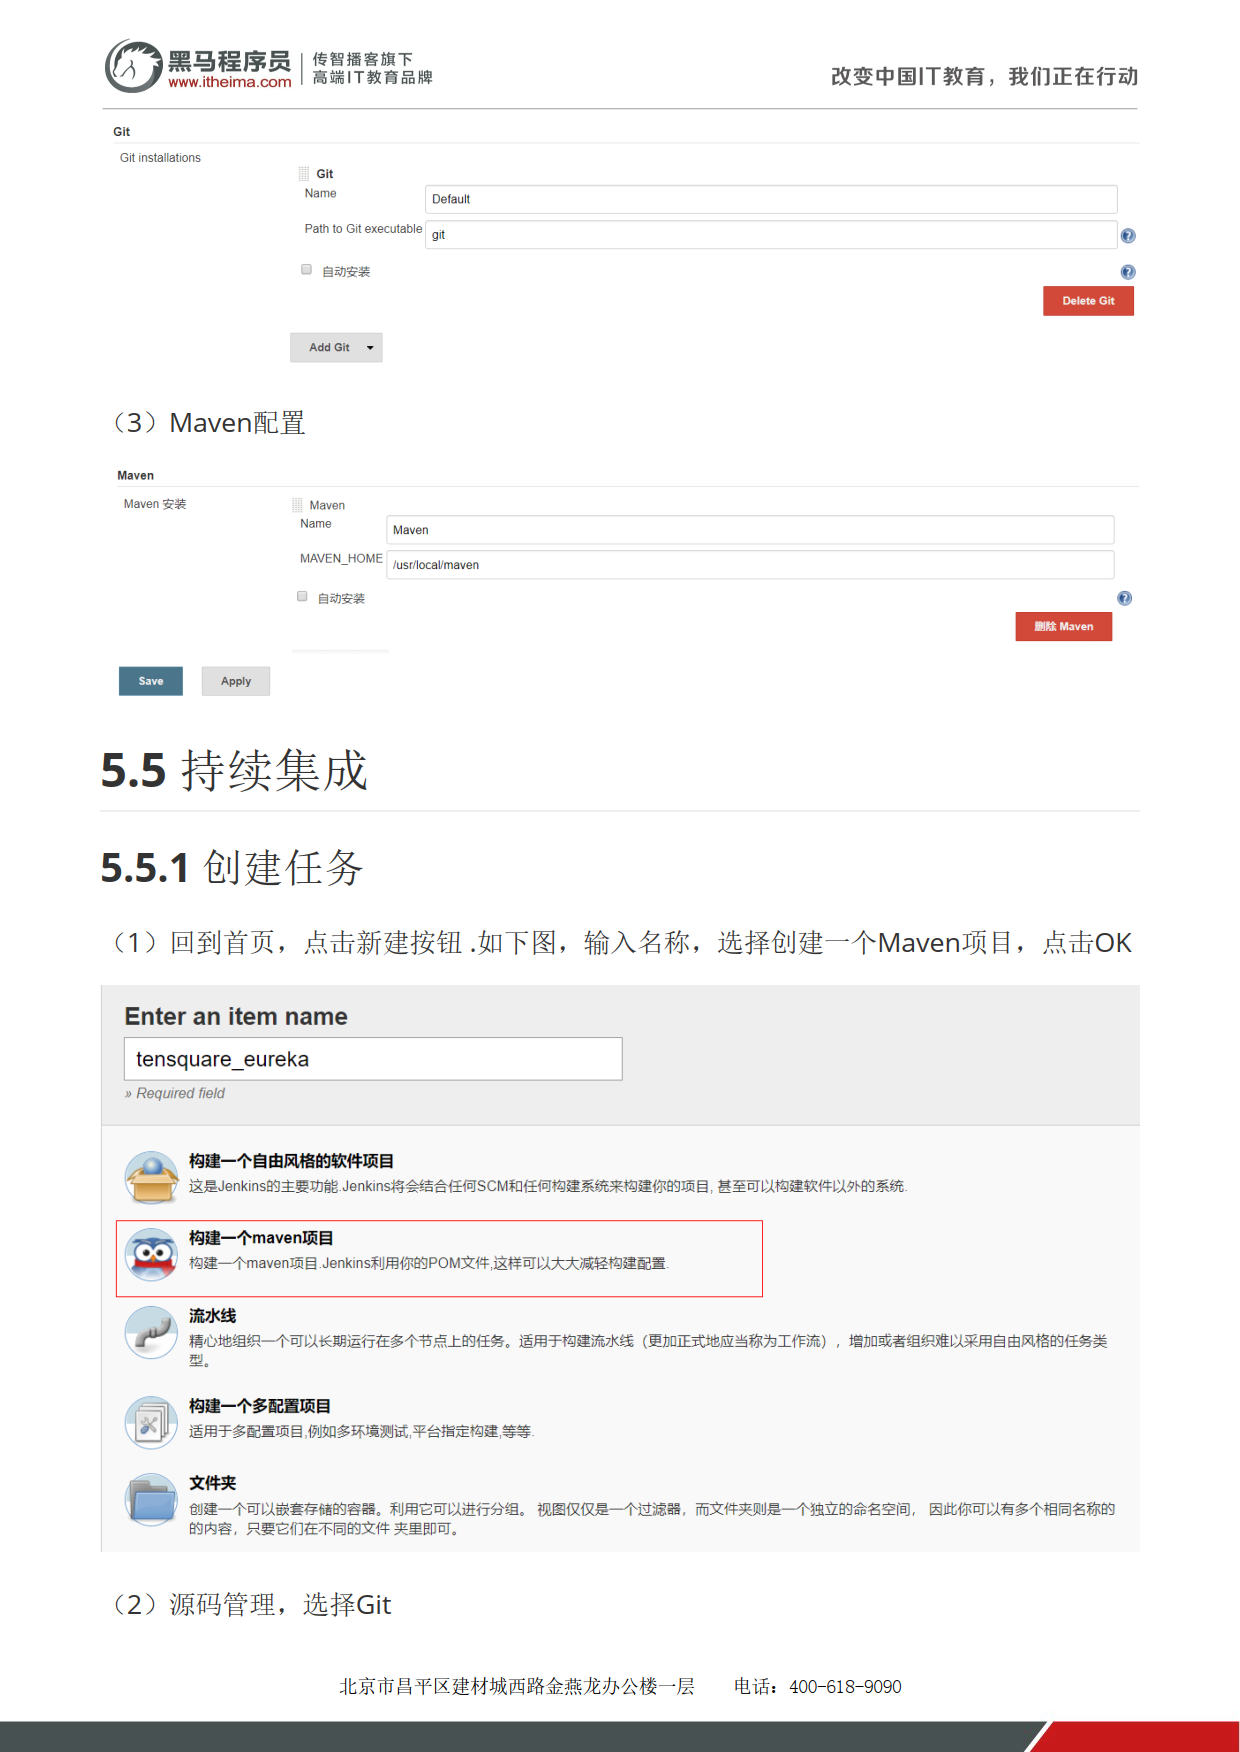 黑马程序员
www.itheima.com
传智播客旗下
高端IT教育品牌
改变中国IT教育，我们正在行动
Git
Git installations
Git
Name
Default
Path to Git executable
git
自动安装
Delete Git
Add Git
（3）Maven配置
Maven
Maven 安装
Maven
Name
Maven
MAVEN_HOME
/usr/local/maven
自动安装
删除 Maven
Save
Apply
5.5 持续集成
5.5.1 创建任务
（1）回到首页，点击新建按钮 .如下图，输入名称，选择创建一个Maven项目，点击OK
Enter an item name
tensquare_eureka
» Required field
构建一个自由风格的软件项目
这是Jenkins的主要功能.Jenkins将会结合任何SCM和任何构建系统来构建你的项目, 甚至可以构建软件以外的系统.
构建一个maven项目
构建一个maven项目.Jenkins利用你的POM文件,这样可以大大减轻构建配置.
流水线
精心地组织一个可以长期运行在多个节点上的任务。适用于构建流水线（更加正式地应当称为工作流），增加或者组织难以采用自由风格的任务类
型。
构建一个多配置项目
适用于多配置项目,例如多环境测试,平台指定构建,等等.
文件夹
创建一个可以嵌套存储的容器。利用它可以进行分组。 视图仅仅是一个过滤器，而文件夹则是一个独立的命名空间， 因此你可以有多个相同名称的
的内容，只要它们在不同的文件 夹里即可。
（2）源码管理，选择Git
北京市昌平区建材城西路金燕龙办公楼一层 电话：400-618-9090